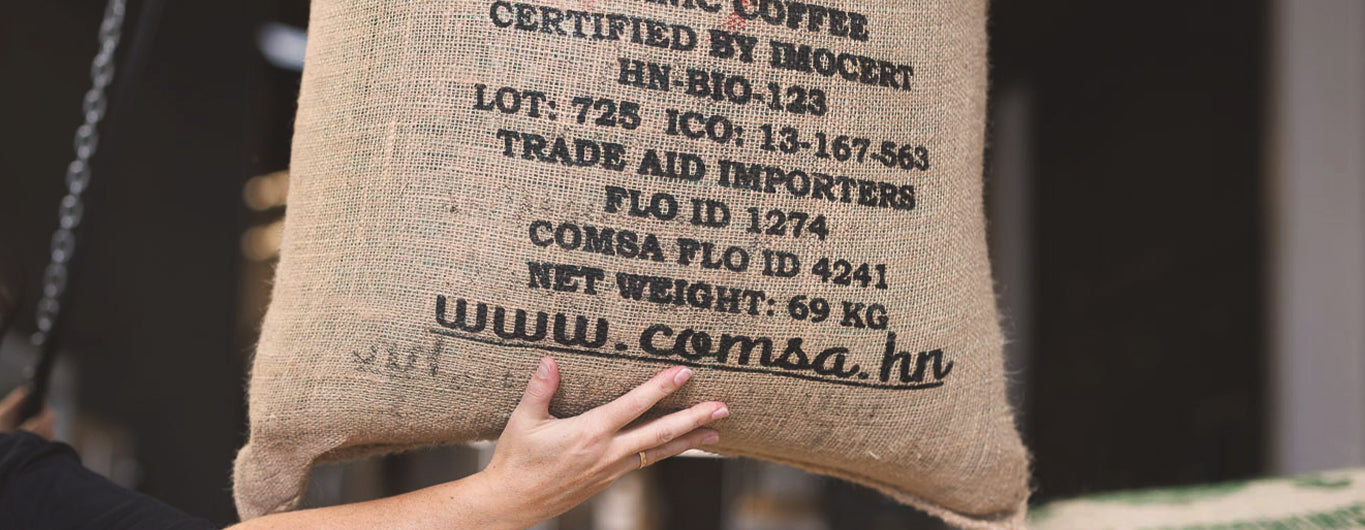 COFFEE
CERTIFIED BY IMOCERT
HN-BIO-123
LOT: 725 ICO: 13-167-563
TRADE AID IMPORTERS
FLO ID 1274
COMSA FLO ID 4241
NET WEIGHT: 69 KG
www.comsa.hn